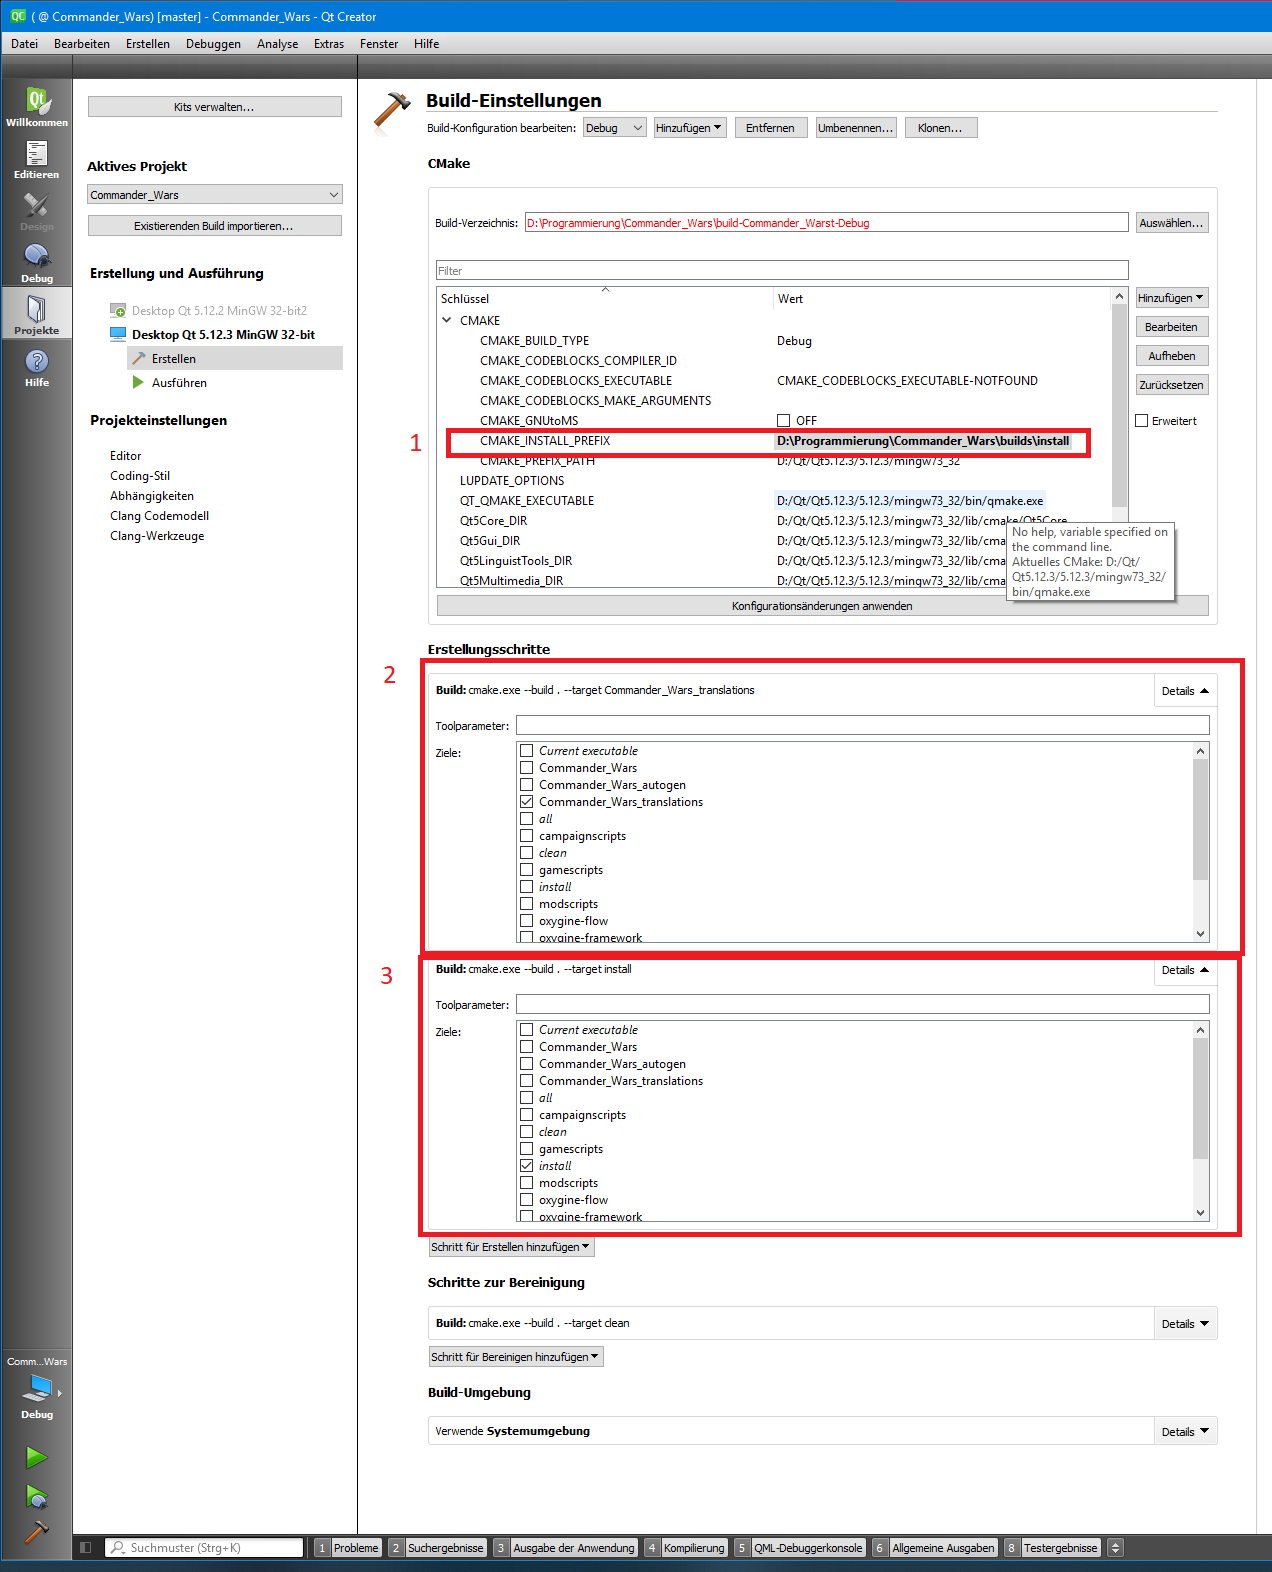 ( @ Commander_Wars) [master] - Commander_Wars - Qt Creator
Datei Bearbeiten Erstellen Debuggen Analyse Extras Fenster Hilfe
Willkommen
Editieren
Design
Debug
Projekte
Hilfe
Kits verwalten...
Aktives Projekt
Commander_Wars
Existierenden Build importieren...
Erstellung und Ausführung
Desktop Qt 5.12.2 MinGW 32-bit2
Desktop Qt 5.12.3 MinGW 32-bit
Erstellen
Ausführen
Projekteinstellungen
Editor
Coding-Stil
Abhängigkeiten
Clang Codemodell
Clang-Werkzeuge
Build-Einstellungen
Build-Konfiguration bearbeiten: Debug Hinzufügen Entfernen Umbenennen... Klonen...
CMake
Build-Verzeichnis: D:\Programmierung\Commander_Wars\build-Commander_Warst-Debug Auswählen...
Filter
Schlüssel Wert Hinzufügen
CMAKE
Bearbeiten
CMAKE_BUILD_TYPE Debug
CMAKE_CODEBLOCKS_COMPILER_ID Aufheben
CMAKE_CODEBLOCKS_EXECUTABLE CMAKE_CODEBLOCKS_EXECUTABLE-NOTFOUND Zurücksetzen
CMAKE_CODEBLOCKS_MAKE_ARGUMENTS
CMAKE_GNUtoMS OFF Erweitert
1 CMAKE_INSTALL_PREFIX D:\Programmierung\Commander_Wars\builds\install
CMAKE_PREFIX_PATH D:/Qt/Qt5.12.3/5.12.3/mingw73_32
LUPDATE_OPTIONS
QT_QMAKE_EXECUTABLE D:/Qt/Qt5.12.3/5.12.3/mingw73_32/bin/qmake.exe
Qt5Core_DIR D:/Qt/Qt5.12.3/5.12.3/mingw73_32/lib/cmake/Qt5Core
Qt5Gui_DIR D:/Qt/Qt5.12.3/5.12.3/mingw73_32/lib/cma
Qt5LinguistTools_DIR D:/Qt/Qt5.12.3/5.12.3/mingw73_32/lib/cma
Qt5Multimedia_DIR D:/Qt/Qt5.12.3/5.12.3/mingw73_32/lib/cma
No help, variable specified on
the command line.
Aktuelles CMake: D:/Qt/
Qt5.12.3/5.12.3/mingw73_32/
bin/qmake.exe
Konfigurationsänderungen anwenden
Erstellungsschritte
2
Build: cmake.exe --build . --target Commander_Wars_translations Details
Toolparameter:
Ziele: Current executable
Commander_Wars
Commander_Wars_autogen
Commander_Wars_translations
all
campaignscripts
clean
gamescripts
install
modscripts
oxygine-flow
oxygine-framework
3 Build: cmake.exe --build . --target install Details
Toolparameter:
Ziele: Current executable
Commander_Wars
Commander_Wars_autogen
Commander_Wars_translations
all
campaignscripts
clean
gamescripts
install
modscripts
oxygine-flow
oxygine-framework
Schritt für Erstellen hinzufügen
Schritte zur Bereinigung
Build: cmake.exe --build . --target clean Details
Schritt für Bereinigen hinzufügen
Build-Umgebung
Verwende Systemumgebung Details
Comm...Wars
Debug
Suchmuster (Strg+K) 1 Probleme 2 Suchergebnisse 3 Ausgabe der Anwendung 4 Kompilierung 5 QML-Debuggerkonsole 6 Allgemeine Ausgaben 8 Testergebnisse